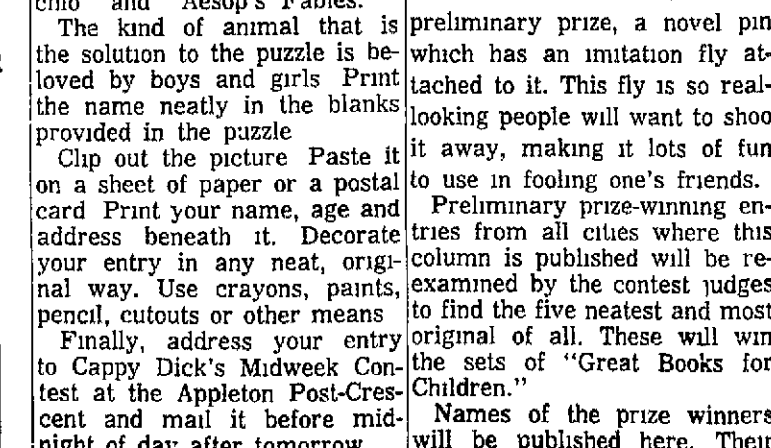 chio and Aesop's Fables.
The kind of animal that is
the solution to the puzzle is be-
loved by boys and girls Print
the name neatly in the blanks
provided in the puzzle
Clip out the picture Paste it
on a sheet of paper or a postal
card Print your name, age and
address beneath it. Decorate
your entry in any neat, origi-
nal way. Use crayons, paints,
pencil, cutouts or other means
Finally, address your entry
to Cappy Dick's Midweek Con-
test at the Appleton Post-Cres-
cent and mail it before mid-
night of day after tomorrow
preliminary prize, a novel pin
which has an imitation fly at-
tached to it. This fly is so real-
looking people will want to shoo
it away, making it lots of fun
to use in fooling one's friends.
Preliminary prize-winning en-
tries from all cities where this
column is published will be re-
examined by the contest judges
to find the five neatest and most
original of all. These will win
the sets of "Great Books for
Children."
Names of the prize winners
will be published here. Their